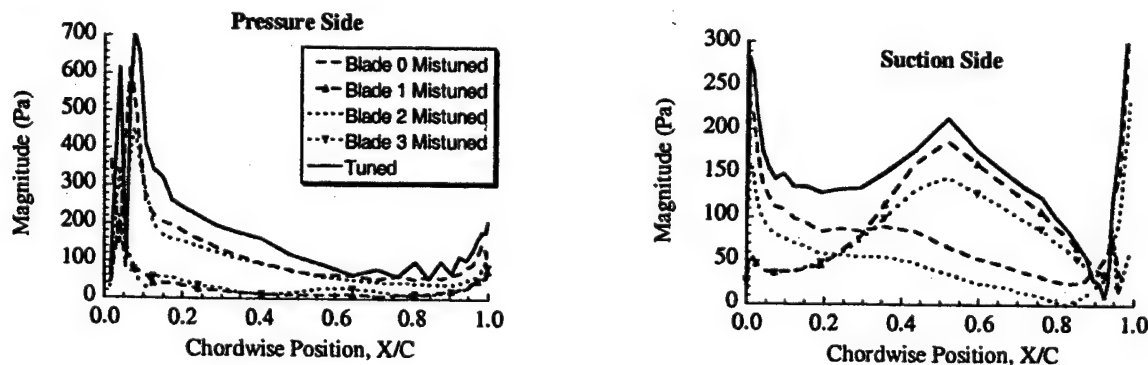 Pressure Side
700
600
500
400
300
200
100
0
Magnitude (Pa)
Blade 0 Mistuned
Blade 1 Mistuned
Blade 2 Mistuned
Blade 3 Mistuned
Tuned
0.0 0.2 0.4 0.6 0.8 1.0
Chordwise Position, X/C
Suction Side
300
250
200
150
100
50
0
Magnitude (Pa)
0.0 0.2 0.4 0.6 0.8 1.0
Chordwise Position, X/C